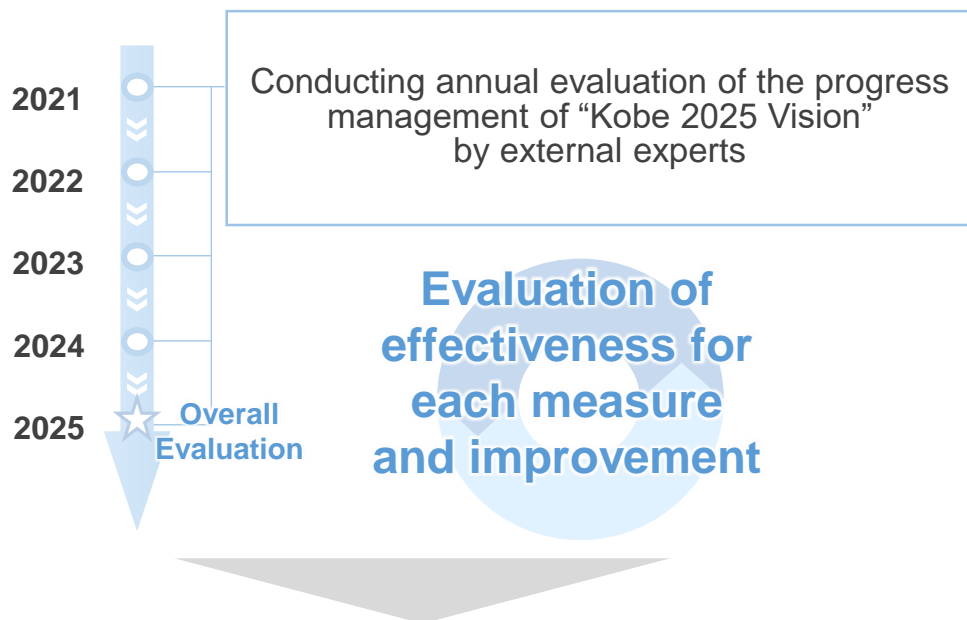 Conducting annual evaluation of the progress
management of “Kobe 2025 Vision”
by external experts
2021
2022
2023
2024
2025
Overall
Evaluation
Evaluation of
effectiveness for
each measure
and improvement